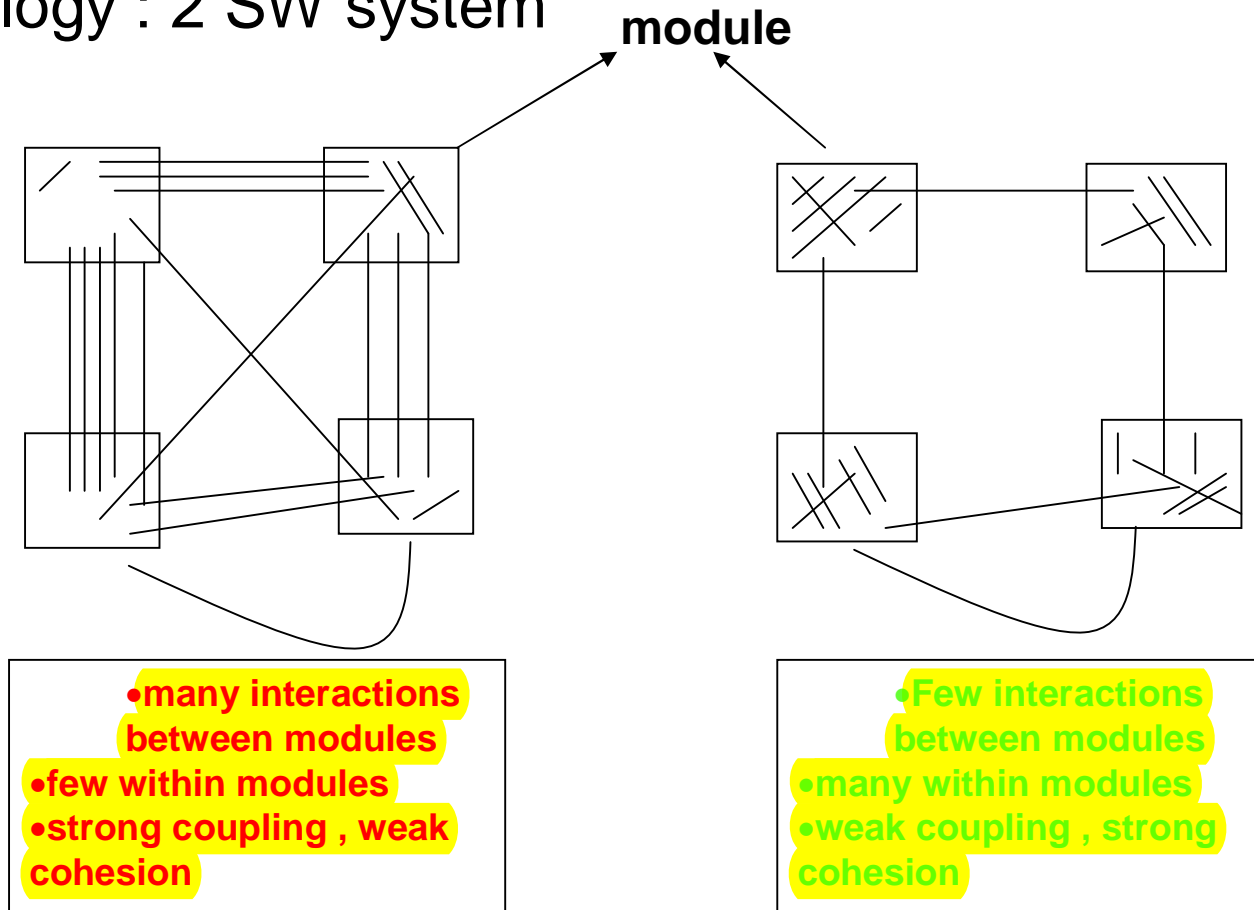 logy : 2 SW system
module
•many interactions
between modules
•few within modules
•strong coupling , weak
cohesion
•Few interactions
between modules
•many within modules
•weak coupling , strong
cohesion